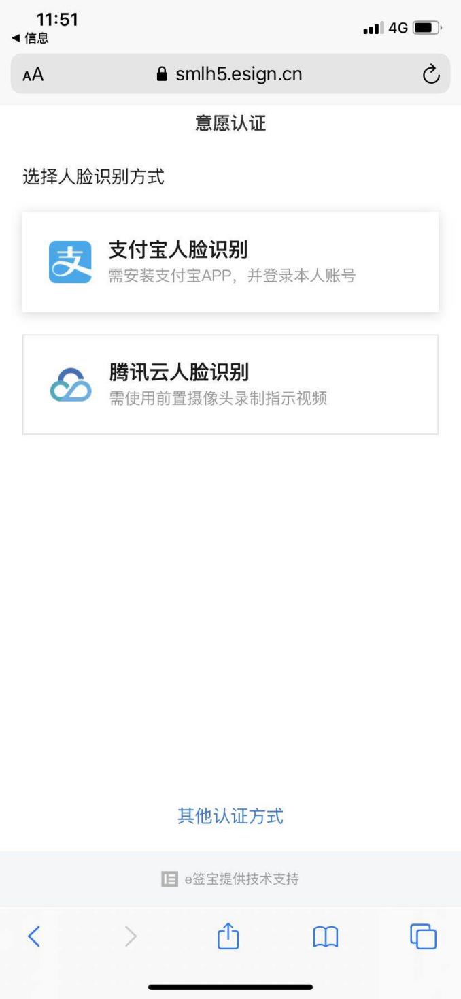 11:51
4G
◀ 信息
AA
smlh5.esign.cn
意愿认证
选择人脸识别方式
支
支付宝人脸识别
需安装支付宝APP，并登录本人账号
腾讯云人脸识别
需使用前置摄像头录制指示视频
其他认证方式
e签宝提供技术支持